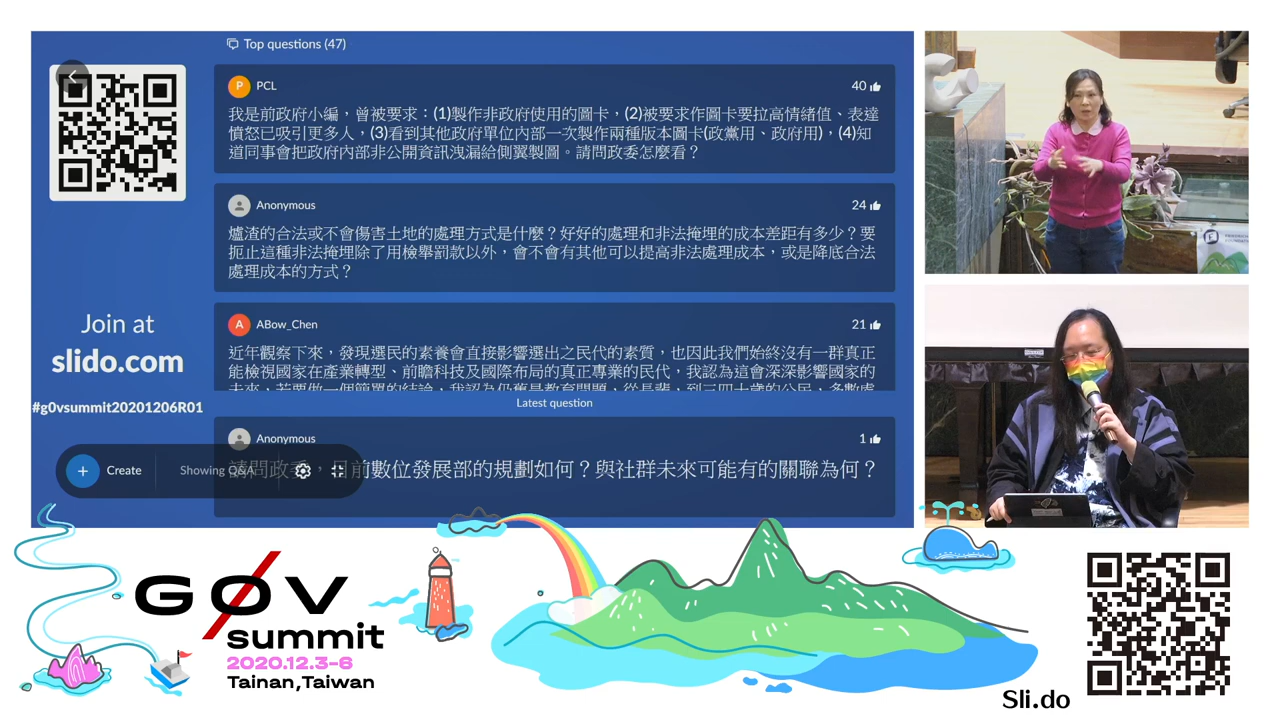 Top questions (47)
P PCL 40
我是前政府小編，曾被要求：(1)製作非政府使用的圖卡，(2)被要求作圖卡要拉高情緒值、表達
憤怒已吸引更多人，(3)看到其他政府單位內部一次製作兩種版本圖卡(政黨用、政府用)，(4)知
道同事會把政府內部非公開資訊洩漏給側翼製圖。請問政委怎麼看？
Anonymous 24
爐渣的合法或不會傷害土地的處理方式是什麼？好好的處理和非法掩埋的成本差距有多少？要
扼止這種非法掩埋除了用檢舉罰款以外，會不會有其他可以提高非法處理成本，或是降底合法
處理成本的方式？
A ABow_Chen 21
近年觀察下來，發現選民的素養會直接影響選出之民代的素質，也因此我們始終沒有一群真正
能檢視國家在產業轉型、前瞻科技及國際布局的真正專業的民代，我認為這會深深影響國家的
Latest question
Anonymous 1
請問政委，目前數位發展部的規劃如何？與社群未來可能有的關聯為何？
Join at
slido.com
#g0vsummit20201206R01
Create
Showing Q&A
G0V
summit
2020.12.3-6
Tainan,Taiwan
Sli.do